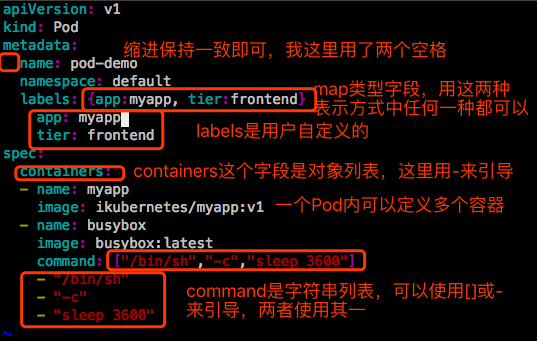 apiVersion: v1
kind: Pod
metadata:
缩进保持一致即可，我这里用了两个空格
name: pod-demo
namespace: default
labels: {app:myapp, tier:frontend}
map类型字段，用这两种
表示方式中任何一种都可以
app: myapp
tier: frontend
labels是用户自定义的
spec:
containers:
containers这个字段是对象列表，这里用-来引导
- name: myapp
image: ikubernetes/myapp:v1
一个Pod内可以定义多个容器
- name: busybox
image: busybox:latest
command: ["/bin/sh","-c","sleep 3600"]
- "/bin/sh"
- "-c"
- "sleep 3600"
command是字符串列表，可以使用[]或-
来引导，两者使用其一
~